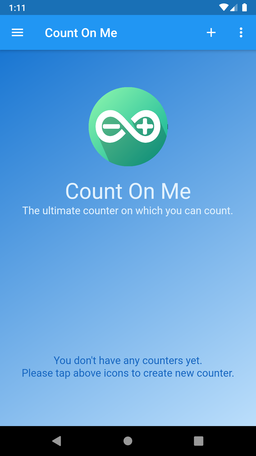 1:11
Count On Me
Count On Me
The ultimate counter on which you can count.
You don't have any counters yet.
Please tap above icons to create new counter.